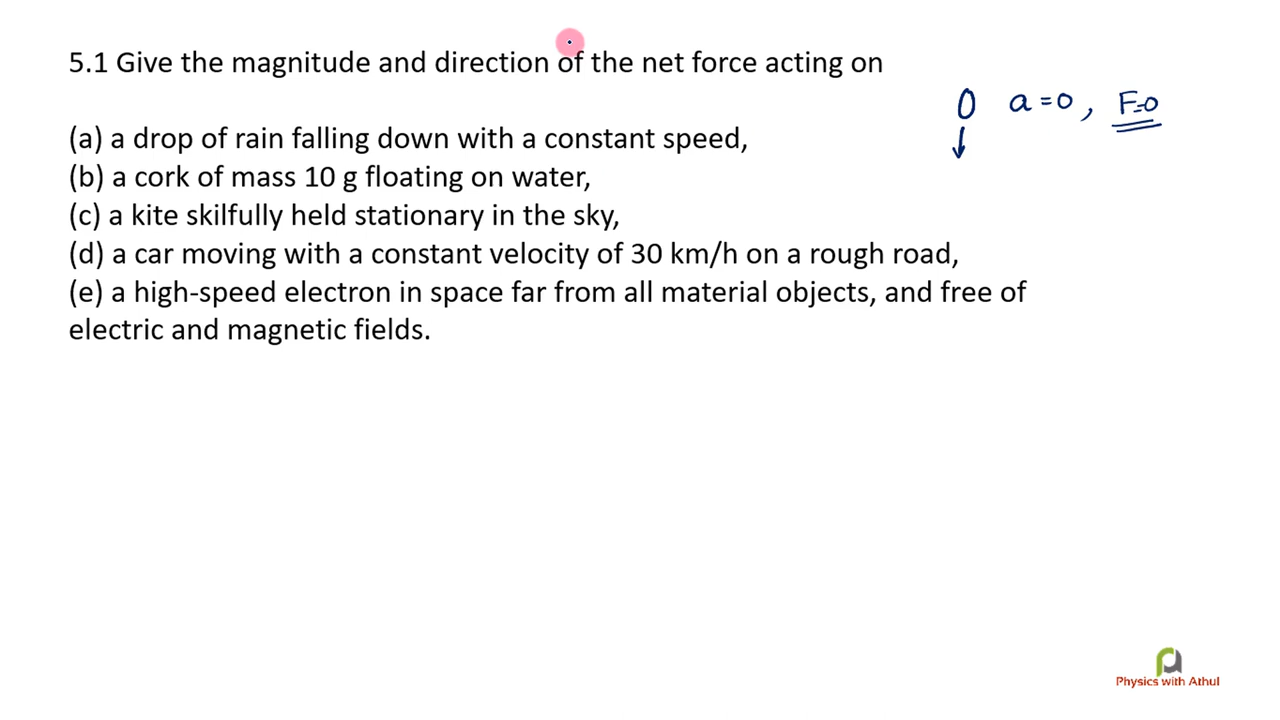 5.1 Give the magnitude and direction of the net force acting on
a = 0 , F=0
(a) a drop of rain falling down with a constant speed,
(b) a cork of mass 10 g floating on water,
(c) a kite skilfully held stationary in the sky,
(d) a car moving with a constant velocity of 30 km/h on a rough road,
(e) a high-speed electron in space far from all material objects, and free of
electric and magnetic fields.
Physics with Athul